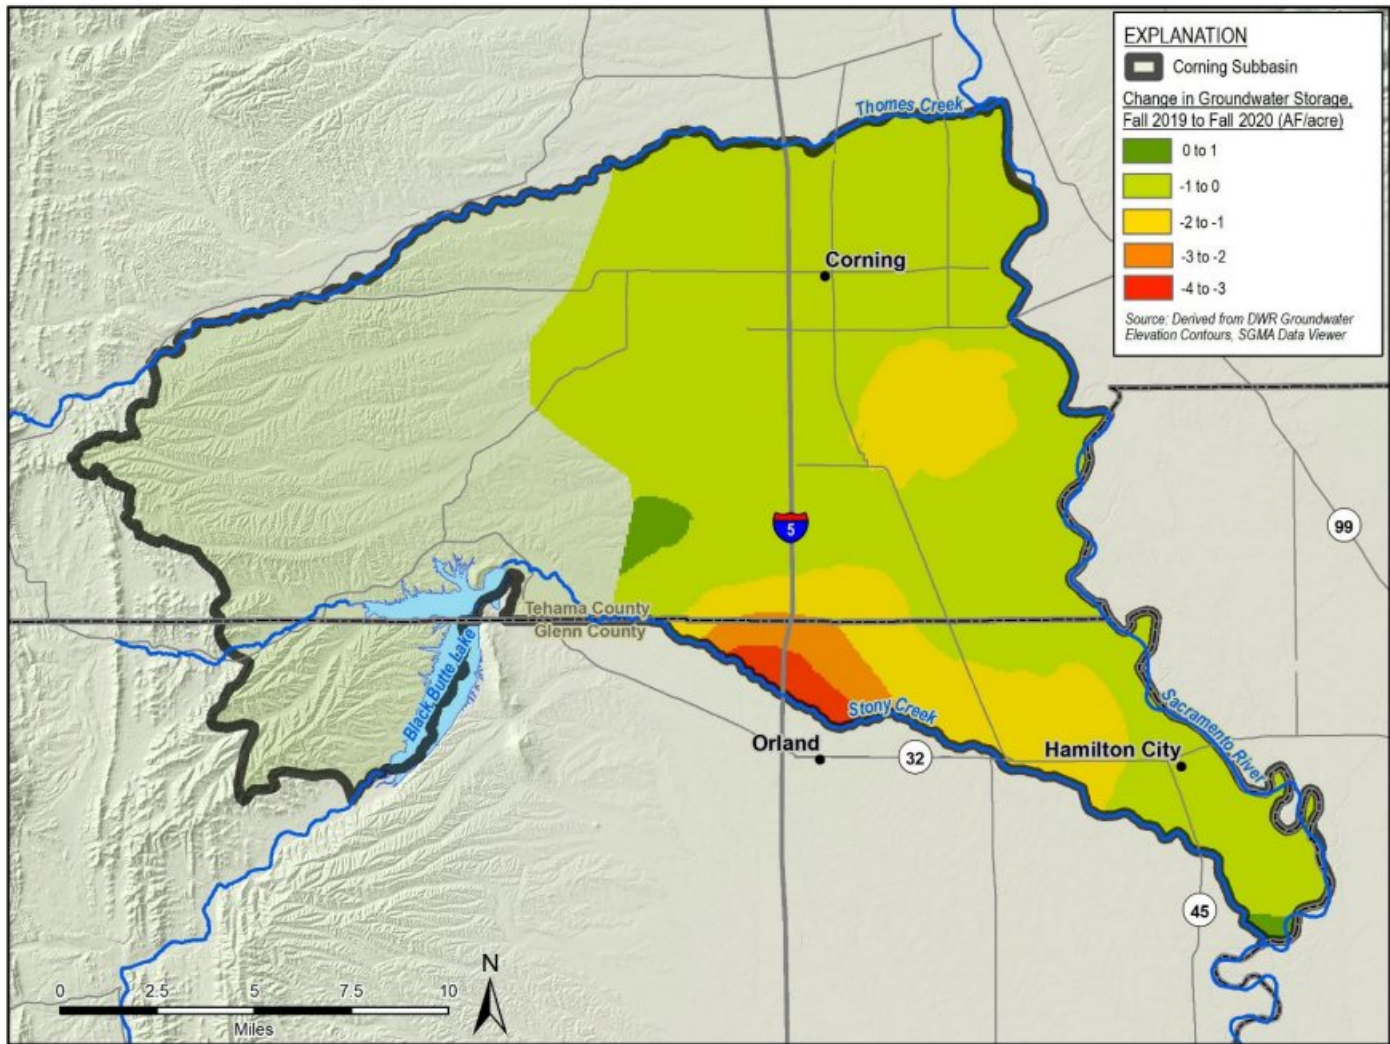 EXPLANATION
Corning Subbasin
Change in Groundwater Storage,
Fall 2019 to Fall 2020 (AF/acre)
0 to 1
-1 to 0
-2 to -1
-3 to -2
-4 to -3
Source: Derived from DWR Groundwater
Elevation Contours, SGMA Data Viewer
Thomes Creek
Corning
5
99
Tehama County
Glenn County
Black Butte Lake
Stony Creek
Sacramento River
Orland
32
Hamilton City
45
N
0 2.5 5 7.5 10
Miles